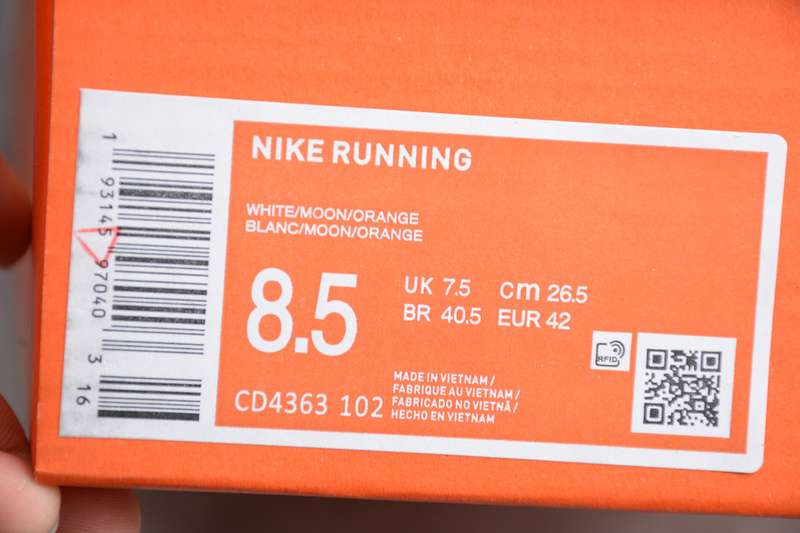 NIKE RUNNING
WHITE/MOON/ORANGE
BLANC/MOON/ORANGE
8.5
UK 7.5 cm 26.5
BR 40.5 EUR 42
CD4363 102
MADE IN VIETNAM /
FABRIQUE AU VIETNAM /
FABRICADO NO VIETNÃ /
HECHO EN VIETNAM
RFID
1 93145 97040 3 16